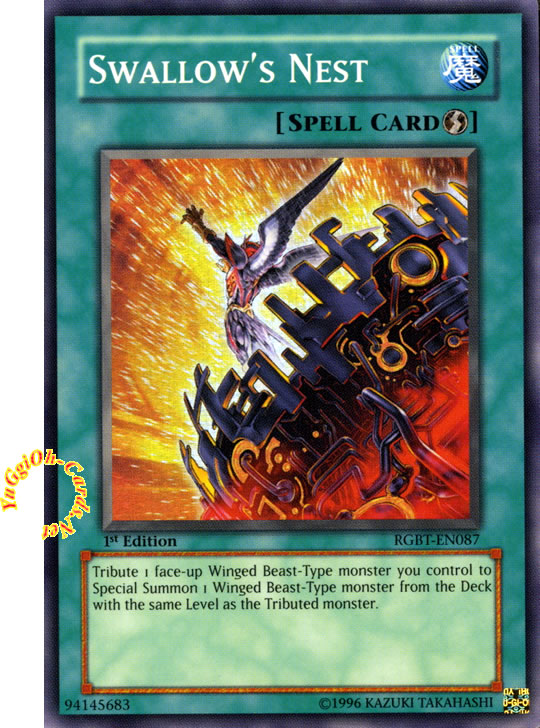 Swallow's Nest
SPELL
魔
[Spell Card]
YuGgiOh-Cards.Net
1st Edition
RGBT-EN087
Tribute 1 face-up Winged Beast-Type monster you control to
Special Summon 1 Winged Beast-Type monster from the Deck
with the same Level as the Tributed monster.
94145683
©1996 KAZUKI TAKAHASHI